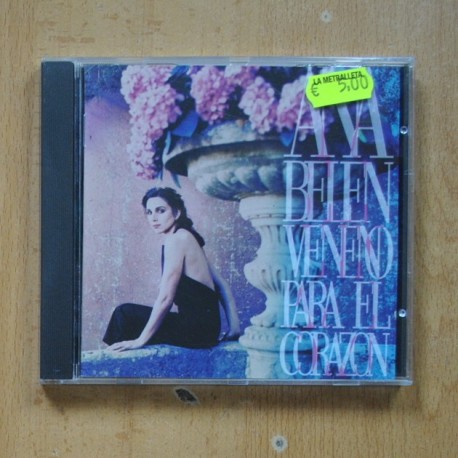 LA METRALLETA
€ 5,00
ANA
BELEN
VENENO
PARA EL
CORAZON